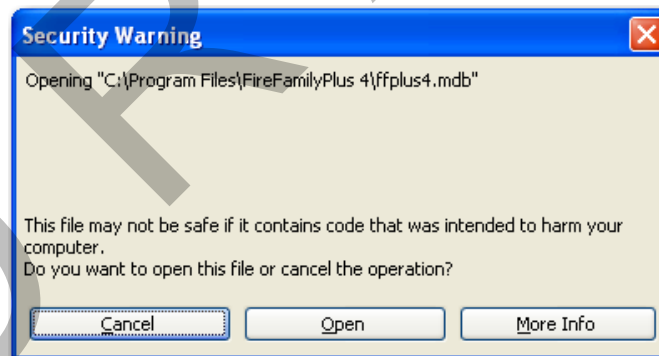 Security Warning
Opening "C:\Program Files\FireFamilyPlus 4\ffplus4.mdb"
This file may not be safe if it contains code that was intended to harm your
computer.
Do you want to open this file or cancel the operation?
Cancel Open More Info